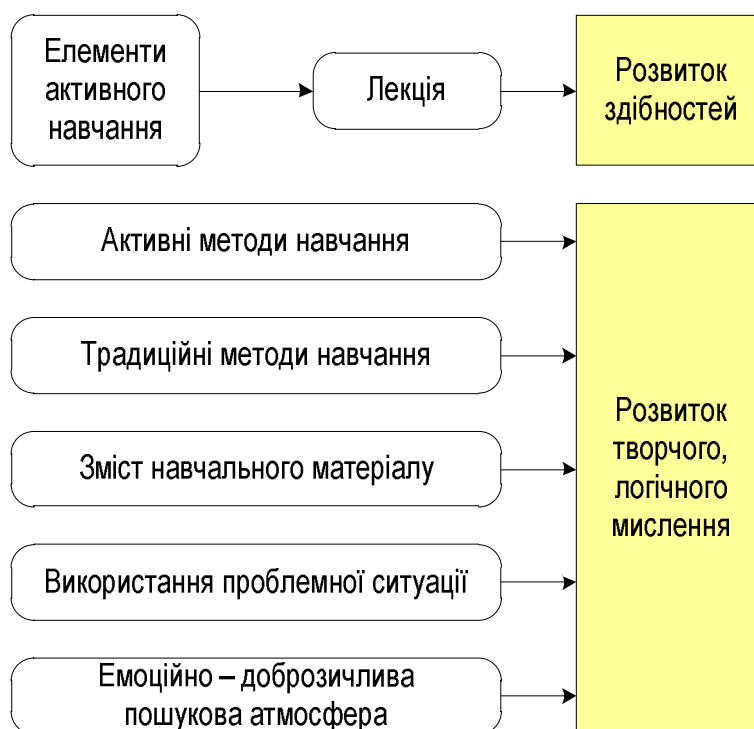 Елементи
активного
навчання
Лекція
Розвиток
здібностей
Активні методи навчання
Традиційні методи навчання
Зміст навчального матеріалу
Використання проблемної ситуації
Емоційно – доброзичлива
пошукова атмосфера
Розвиток
творчого,
логічного
мислення